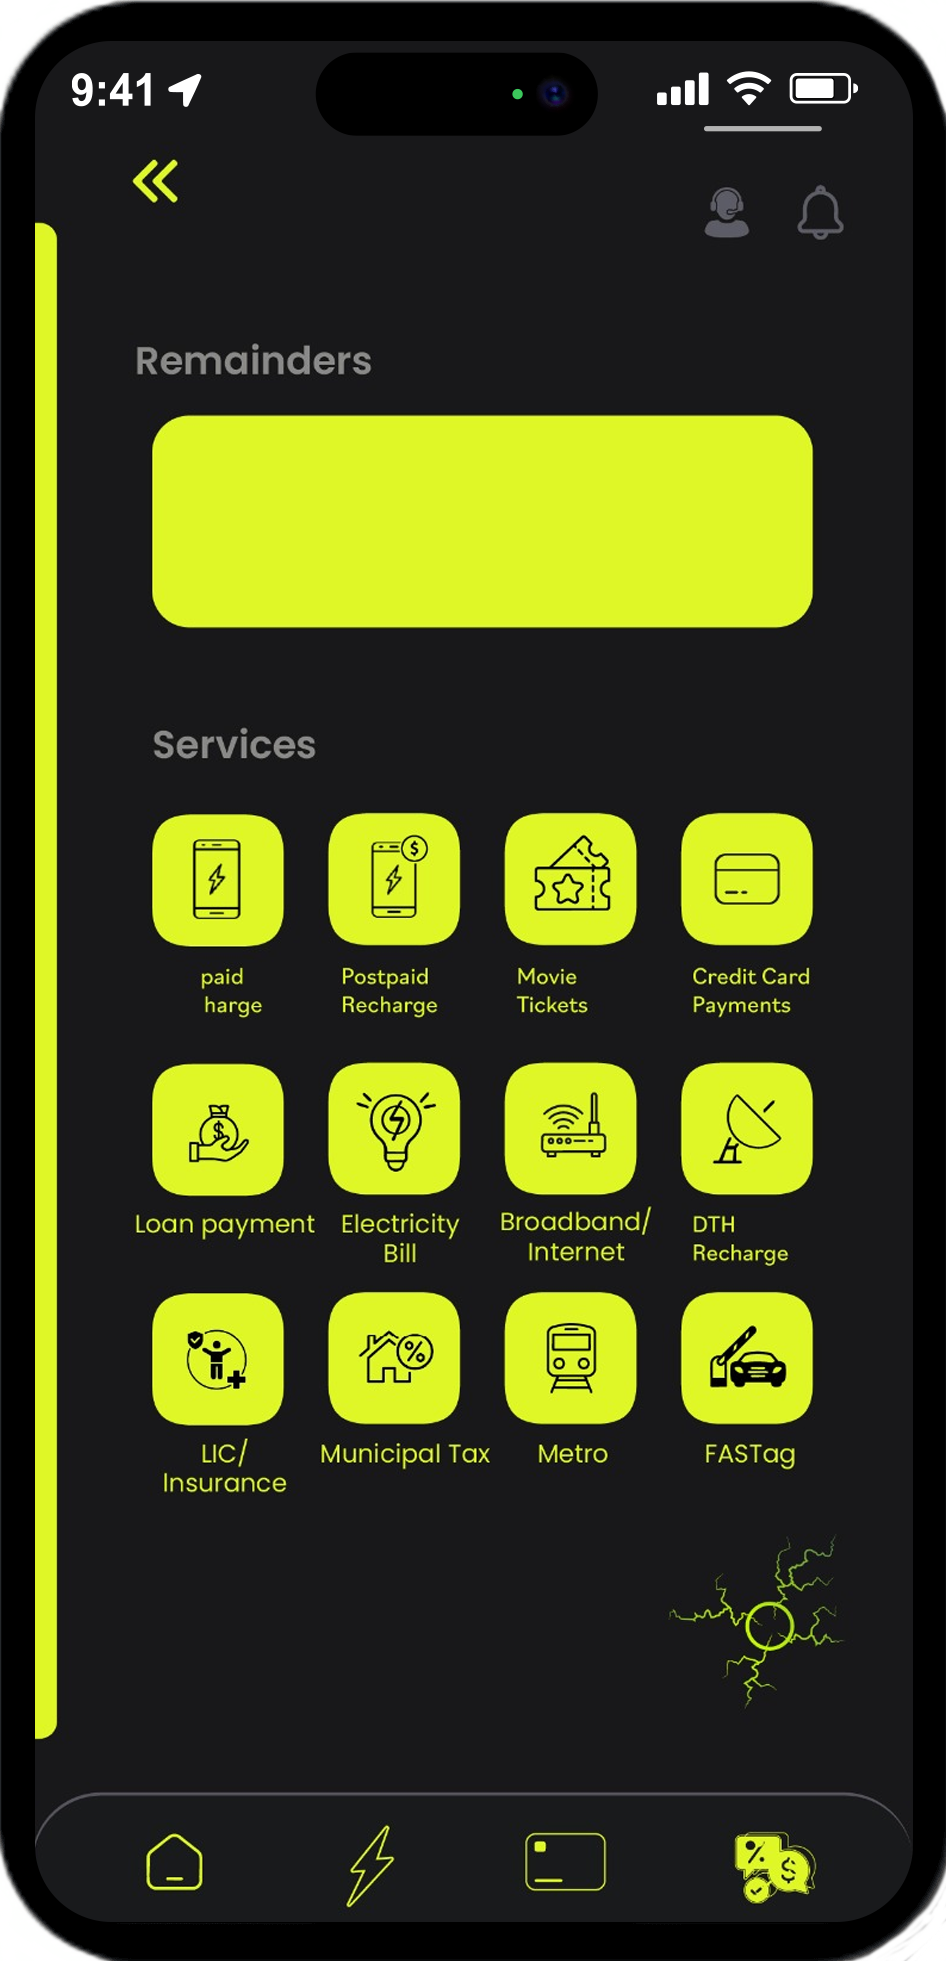 9:41
Remainders
Services
paid
harge
Postpaid
Recharge
Movie
Tickets
Credit Card
Payments
Loan payment
Electricity
Bill
Broadband/
Internet
DTH
Recharge
LIC/
Insurance
Municipal Tax
Metro
FASTag